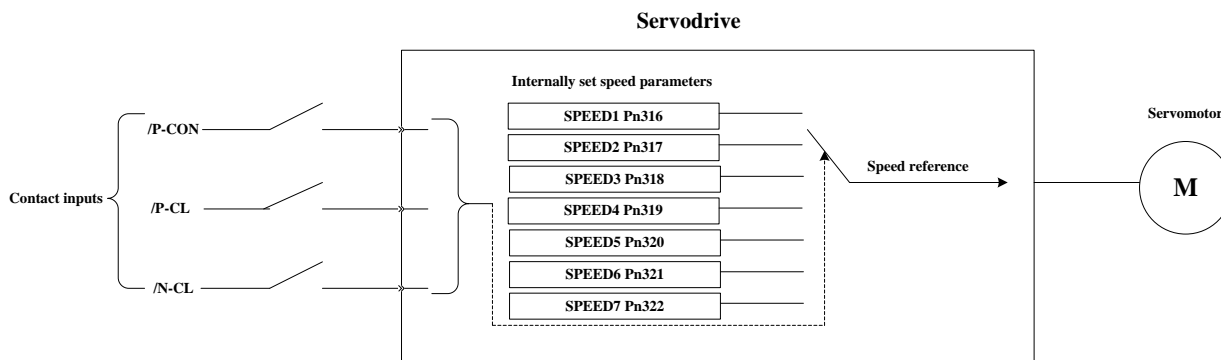 Servodrive
Internally set speed parameters
/P-CON
/P-CL
/N-CL
Contact inputs
SPEED1 Pn316
SPEED2 Pn317
SPEED3 Pn318
SPEED4 Pn319
SPEED5 Pn320
SPEED6 Pn321
SPEED7 Pn322
Speed reference
Servomotor
M